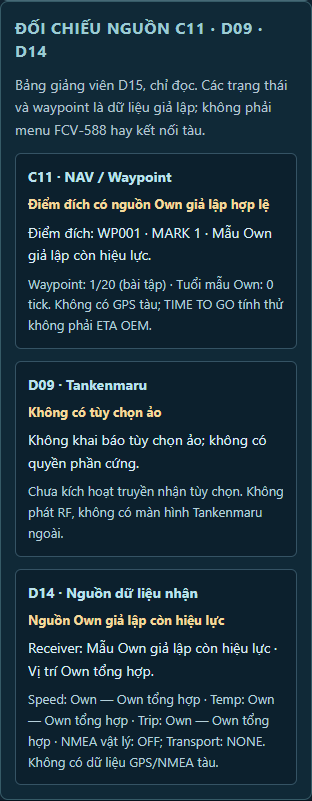 ĐỐI CHIẾU NGUỒN C11 · D09 ·
D14
Bảng giảng viên D15, chỉ đọc. Các trạng thái
và waypoint là dữ liệu giả lập; không phải
menu FCV-588 hay kết nối tàu.
C11 · NAV / Waypoint
Điểm đích có nguồn Own giả lập hợp lệ
Điểm đích: WP001 · MARK 1 · Mẫu Own
giả lập còn hiệu lực.
Waypoint: 1/20 (bài tập) · Tuổi mẫu Own: 0
tick. Không có GPS tàu; TIME TO GO tính thử
không phải ETA OEM.
D09 · Tankenmaru
Không có tùy chọn ảo
Không khai báo tùy chọn ảo; không có
quyền phần cứng.
Chưa kích hoạt truyền nhận tùy chọn. Không
phát RF, không có màn hình Tankenmaru
ngoài.
D14 · Nguồn dữ liệu nhận
Nguồn Own giả lập còn hiệu lực
Receiver: Mẫu Own giả lập còn hiệu lực ·
Vị trí Own tổng hợp.
Speed: Own — Own tổng hợp · Temp: Own
— Own tổng hợp · Trip: Own — Own tổng
hợp · NMEA vật lý: OFF; Transport: NONE.
Không có dữ liệu GPS/NMEA tàu.